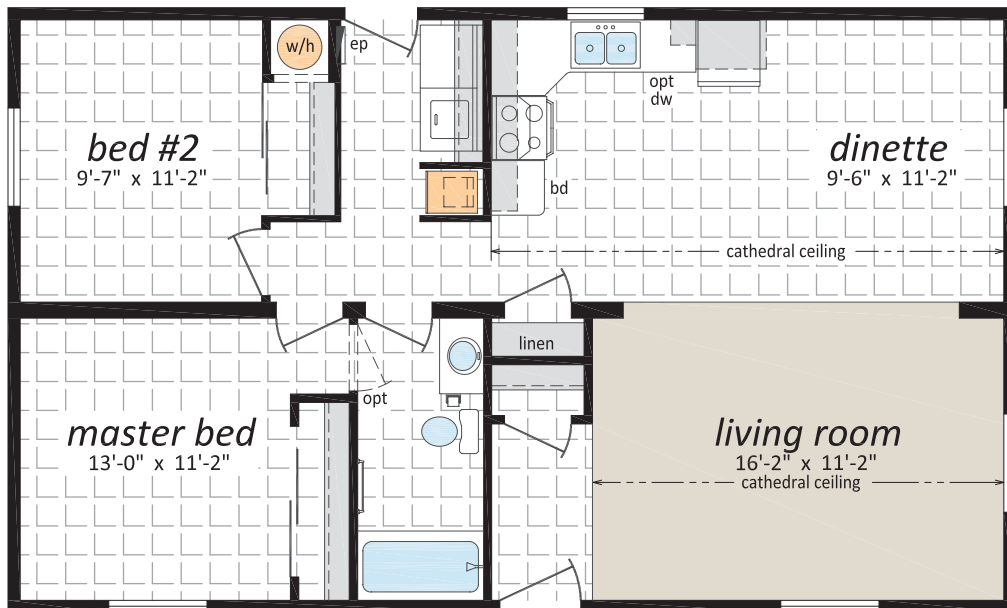 w/h
ep
opt
dw
bed #2
9'-7" x 11'-2"
dinette
9'-6" x 11'-2"
bd
cathedral ceiling
linen
opt
master bed
13'-0" x 11'-2"
living room
16'-2" x 11'-2"
cathedral ceiling